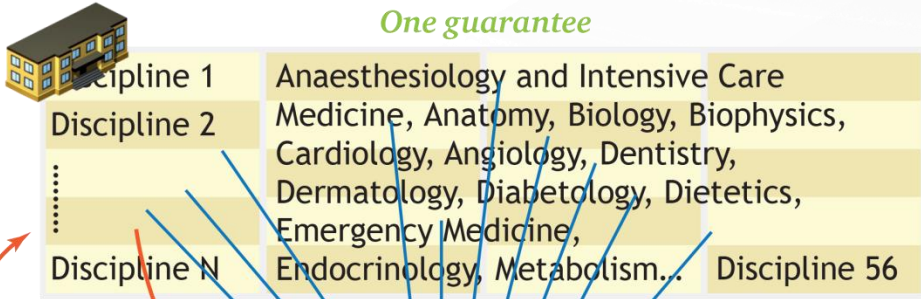 One guarantee
cipline 1
Discipline 2
Discipline N
Anaesthesiology and Intensive Care
Medicine, Anatomy, Biology, Biophysics,
Cardiology, Angiology, Dentistry,
Dermatology, Diabetology, Dietetics,
Emergency Medicine,
Endocrinology, Metabolism...
Discipline 56